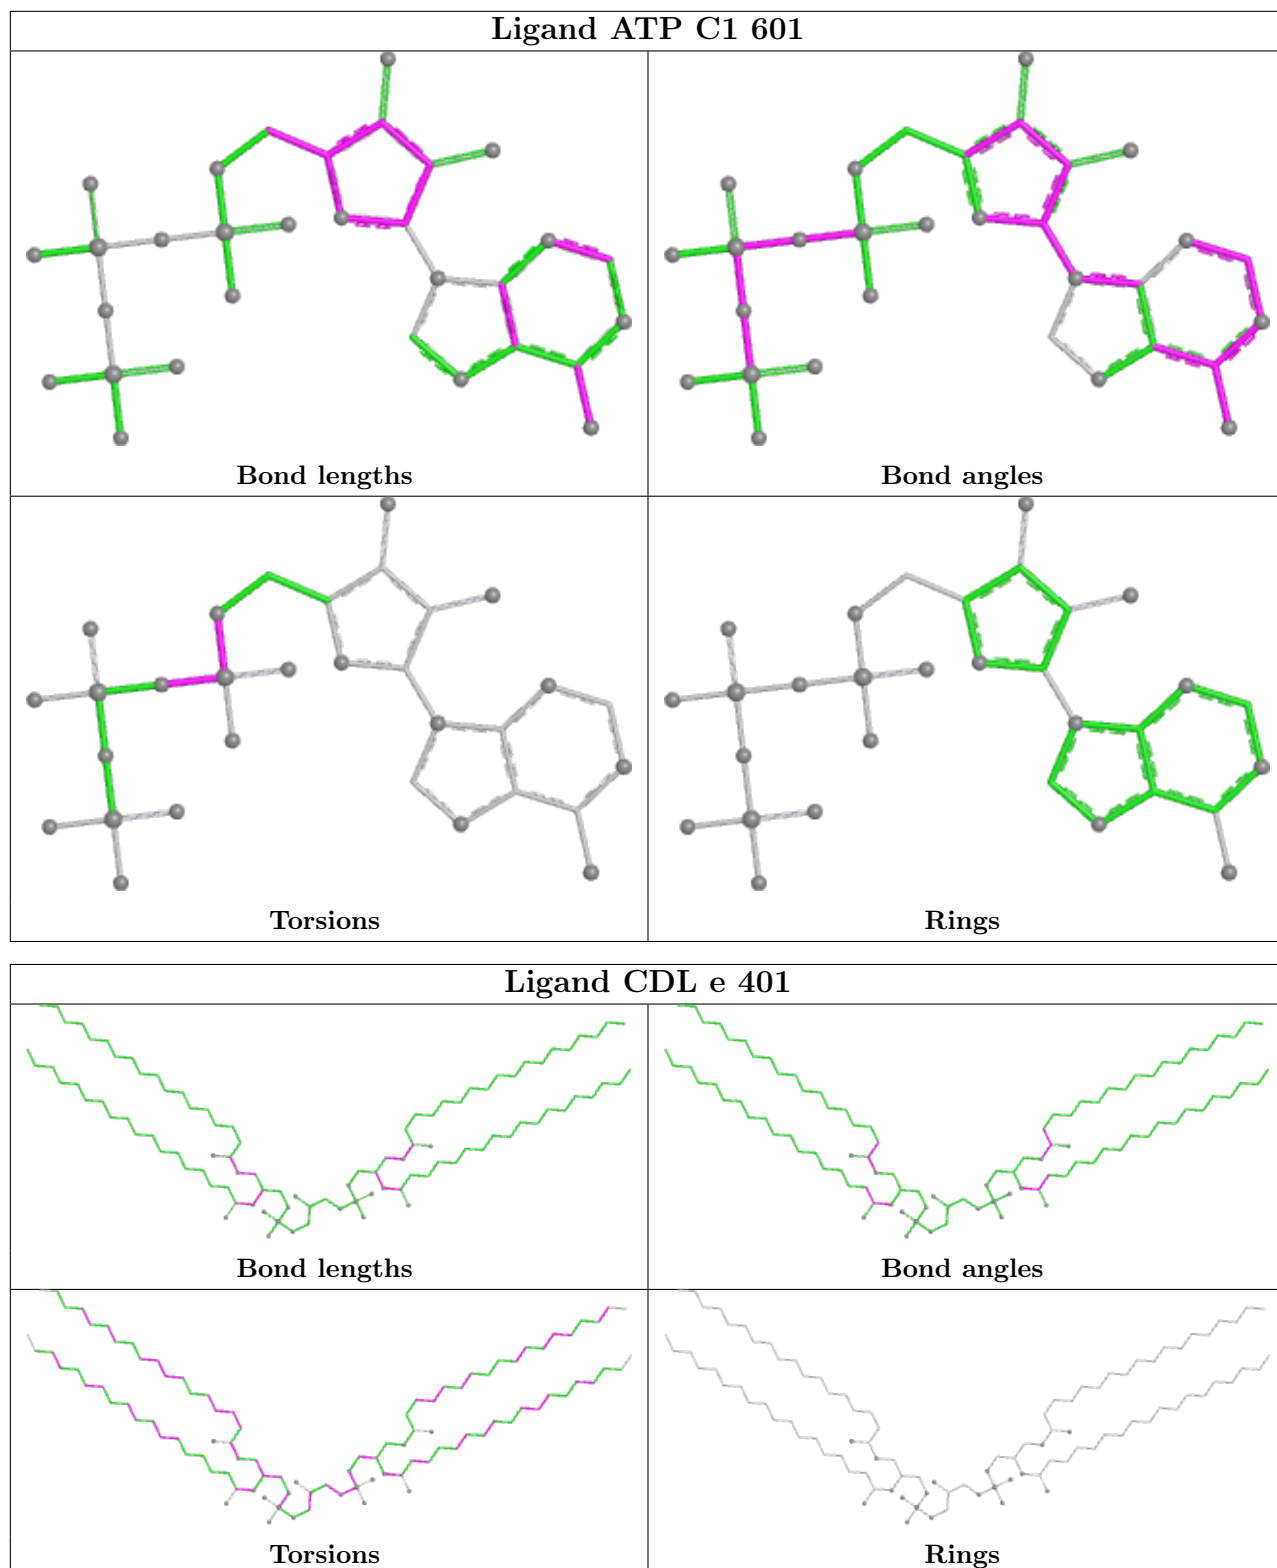 Ligand ATP C1 601
Bond lengths
Bond angles
Torsions
Rings
Ligand CDL e 401
Bond lengths
Bond angles
Torsions
Rings